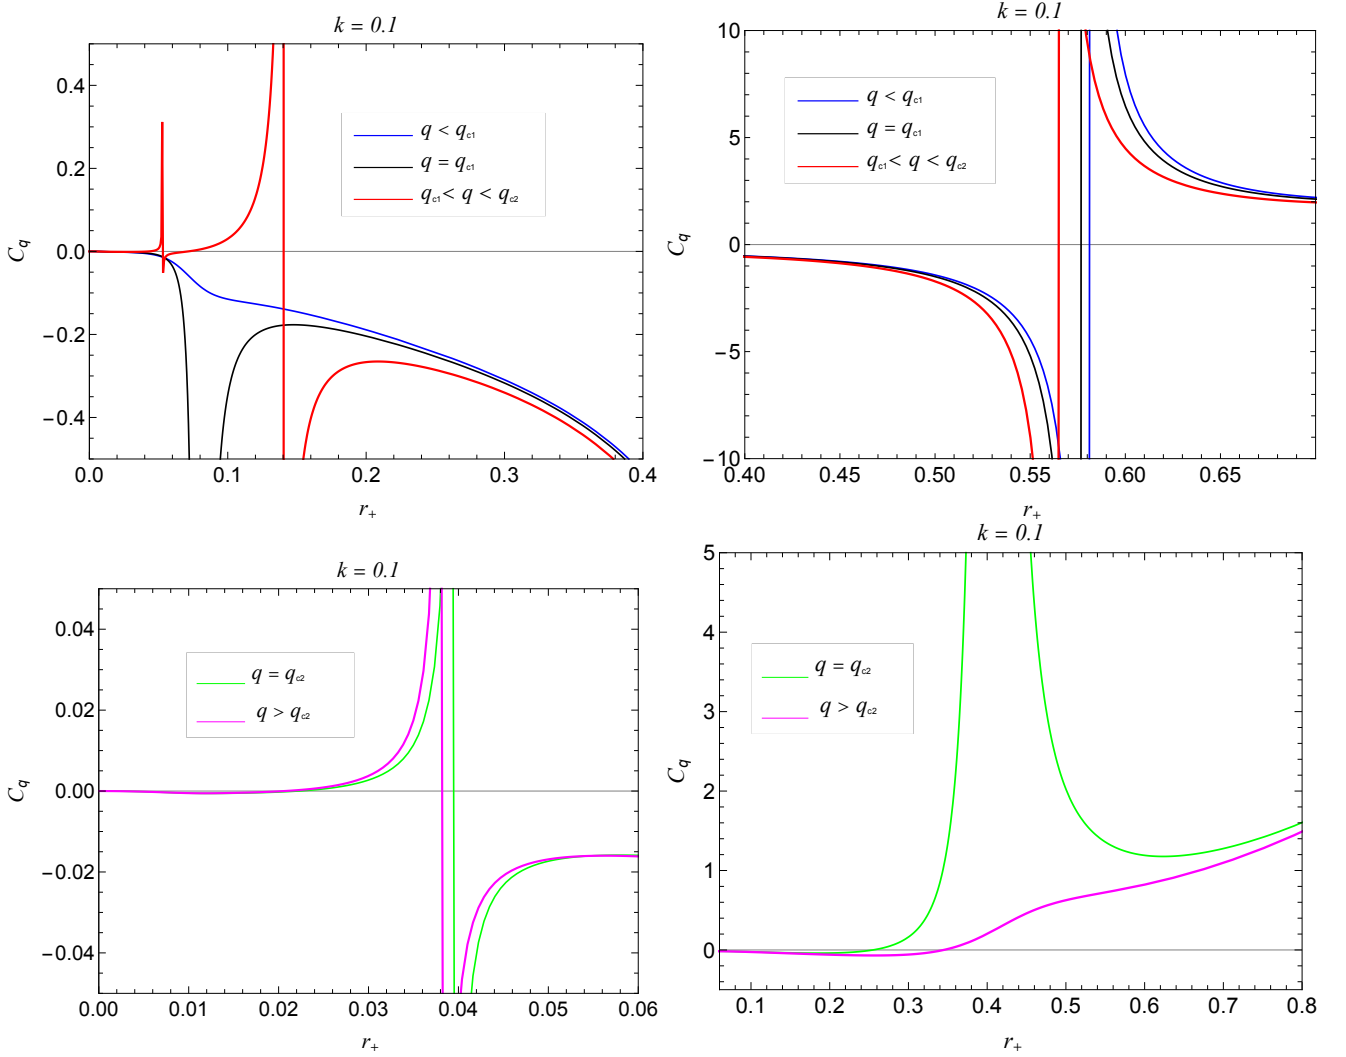 k = 0.1
0.4
0.2
0.0
−0.2
−0.4
C_q
q < q_c1
q = q_c1
q_c1 < q < q_c2
0.0 0.1 0.2 0.3 0.4
r_+
k = 0.1
10
5
0
−5
−10
C_q
q < q_c1
q = q_c1
q_c1 < q < q_c2
0.40 0.45 0.50 0.55 0.60 0.65
r_+
k = 0.1
0.04
0.02
0.00
−0.02
−0.04
C_q
q = q_c2
q > q_c2
0.00 0.01 0.02 0.03 0.04 0.05 0.06
r_+
k = 0.1
5
4
3
2
1
0
C_q
q = q_c2
q > q_c2
0.1 0.2 0.3 0.4 0.5 0.6 0.7 0.8
r_+